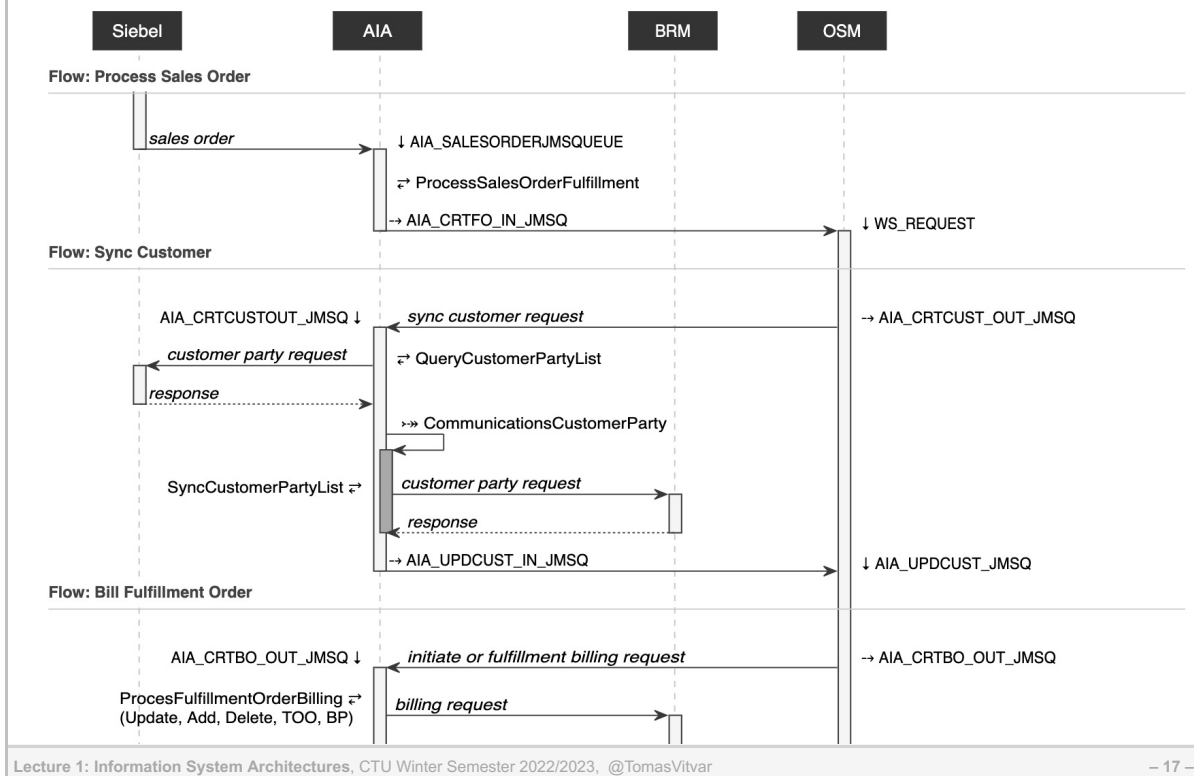 Siebel AIA BRM OSM
Flow: Process Sales Order
sales order ↓ AIA_SALESORDERJMSQUEUE
⇄ ProcessSalesOrderFulfillment
⤍ AIA_CRTFO_IN_JMSQ ↓ WS_REQUEST
Flow: Sync Customer
AIA_CRTCUSTOUT_JMSQ ↓ sync customer request ⤍ AIA_CRTCUST_OUT_JMSQ
customer party request ⇄ QueryCustomerPartyList
response
⤐ CommunicationsCustomerParty
SyncCustomerPartyList ⇄ customer party request
response
⤍ AIA_UPDCUST_IN_JMSQ ↓ AIA_UPDCUST_JMSQ
Flow: Bill Fulfillment Order
AIA_CRTBO_OUT_JMSQ ↓ initiate or fulfillment billing request ⤍ AIA_CRTBO_OUT_JMSQ
ProcesFulfillmentOrderBilling ⇄ billing request
(Update, Add, Delete, TOO, BP)
Lecture 1: Information System Architectures, CTU Winter Semester 2022/2023, @TomasVitvar – 17 –